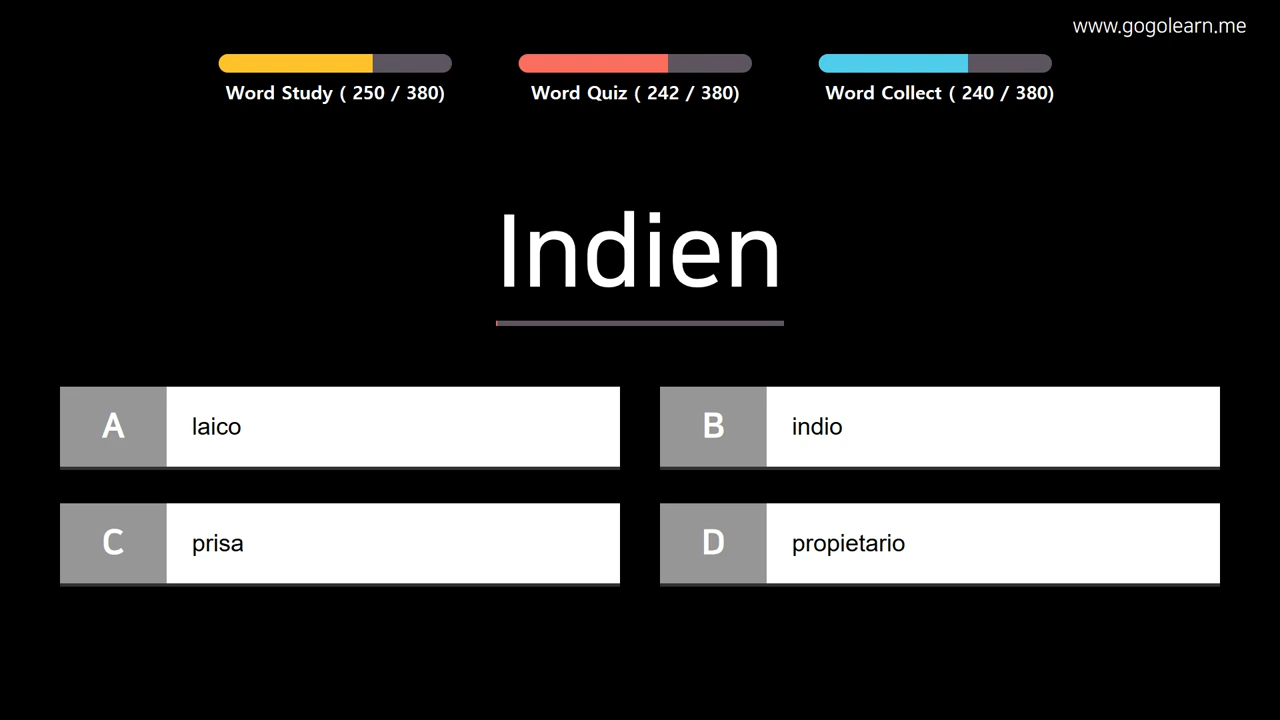 www.gogolearn.me
Word Study ( 250 / 380)
Word Quiz ( 242 / 380)
Word Collect ( 240 / 380)
Indien
A laico
B indio
C prisa
D propietario